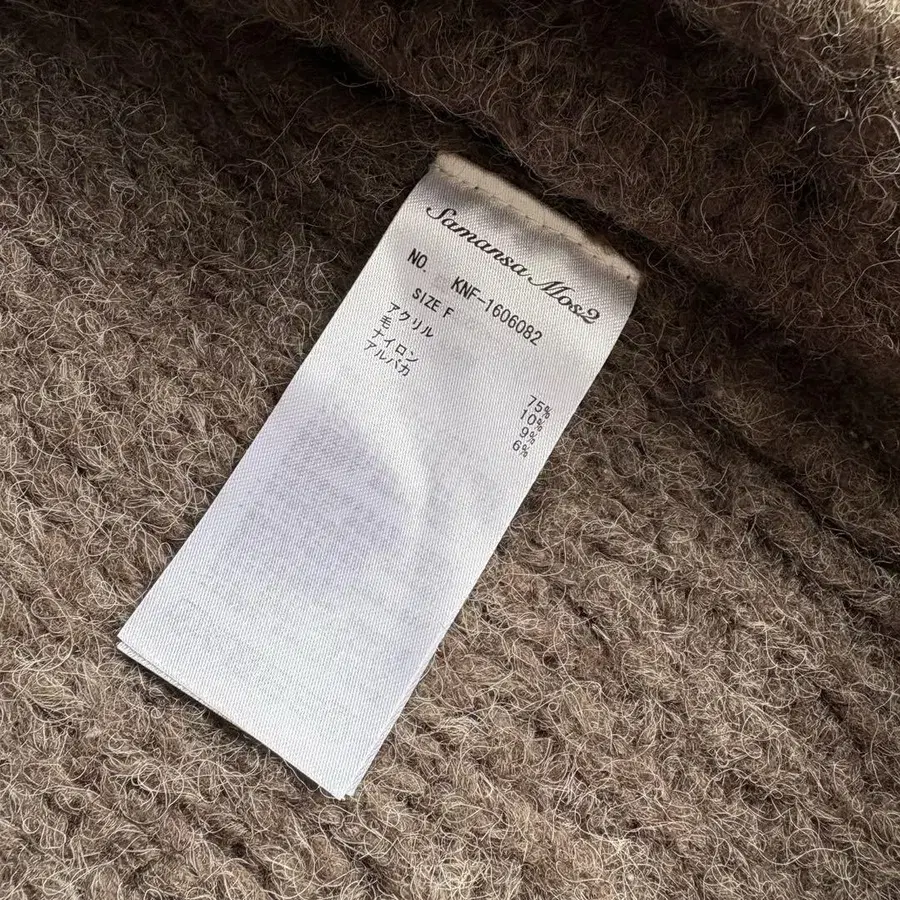 Samansa Mos2
NO. KNF-1606082
SIZE F
アクリル 75%
毛 10%
ナイロン 9%
アルパカ 6%